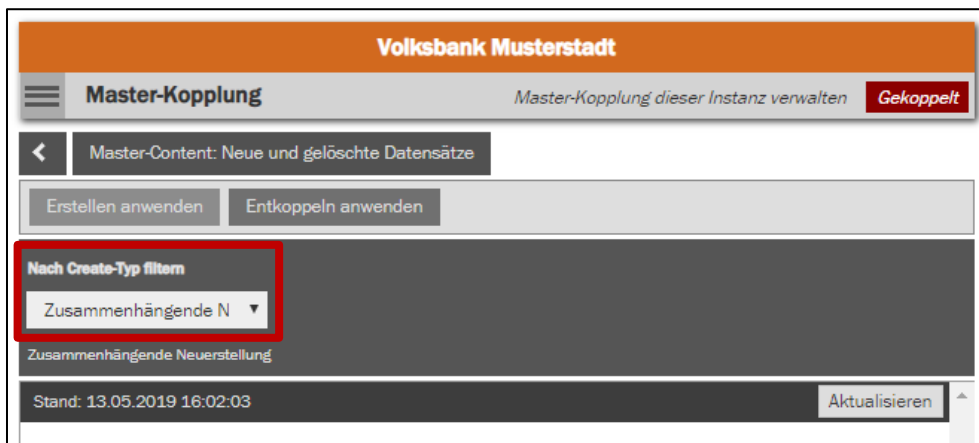 Volksbank Musterstadt
Master-Kopplung Master-Kopplung dieser Instanz verwalten Gekoppelt
Master-Content: Neue und gelöschte Datensätze
Erstellen anwenden Entkoppeln anwenden
Nach Create-Typ filtern
Zusammenhängende N
Zusammenhängende Neuerstellung
Stand: 13.05.2019 16:02:03 Aktualisieren